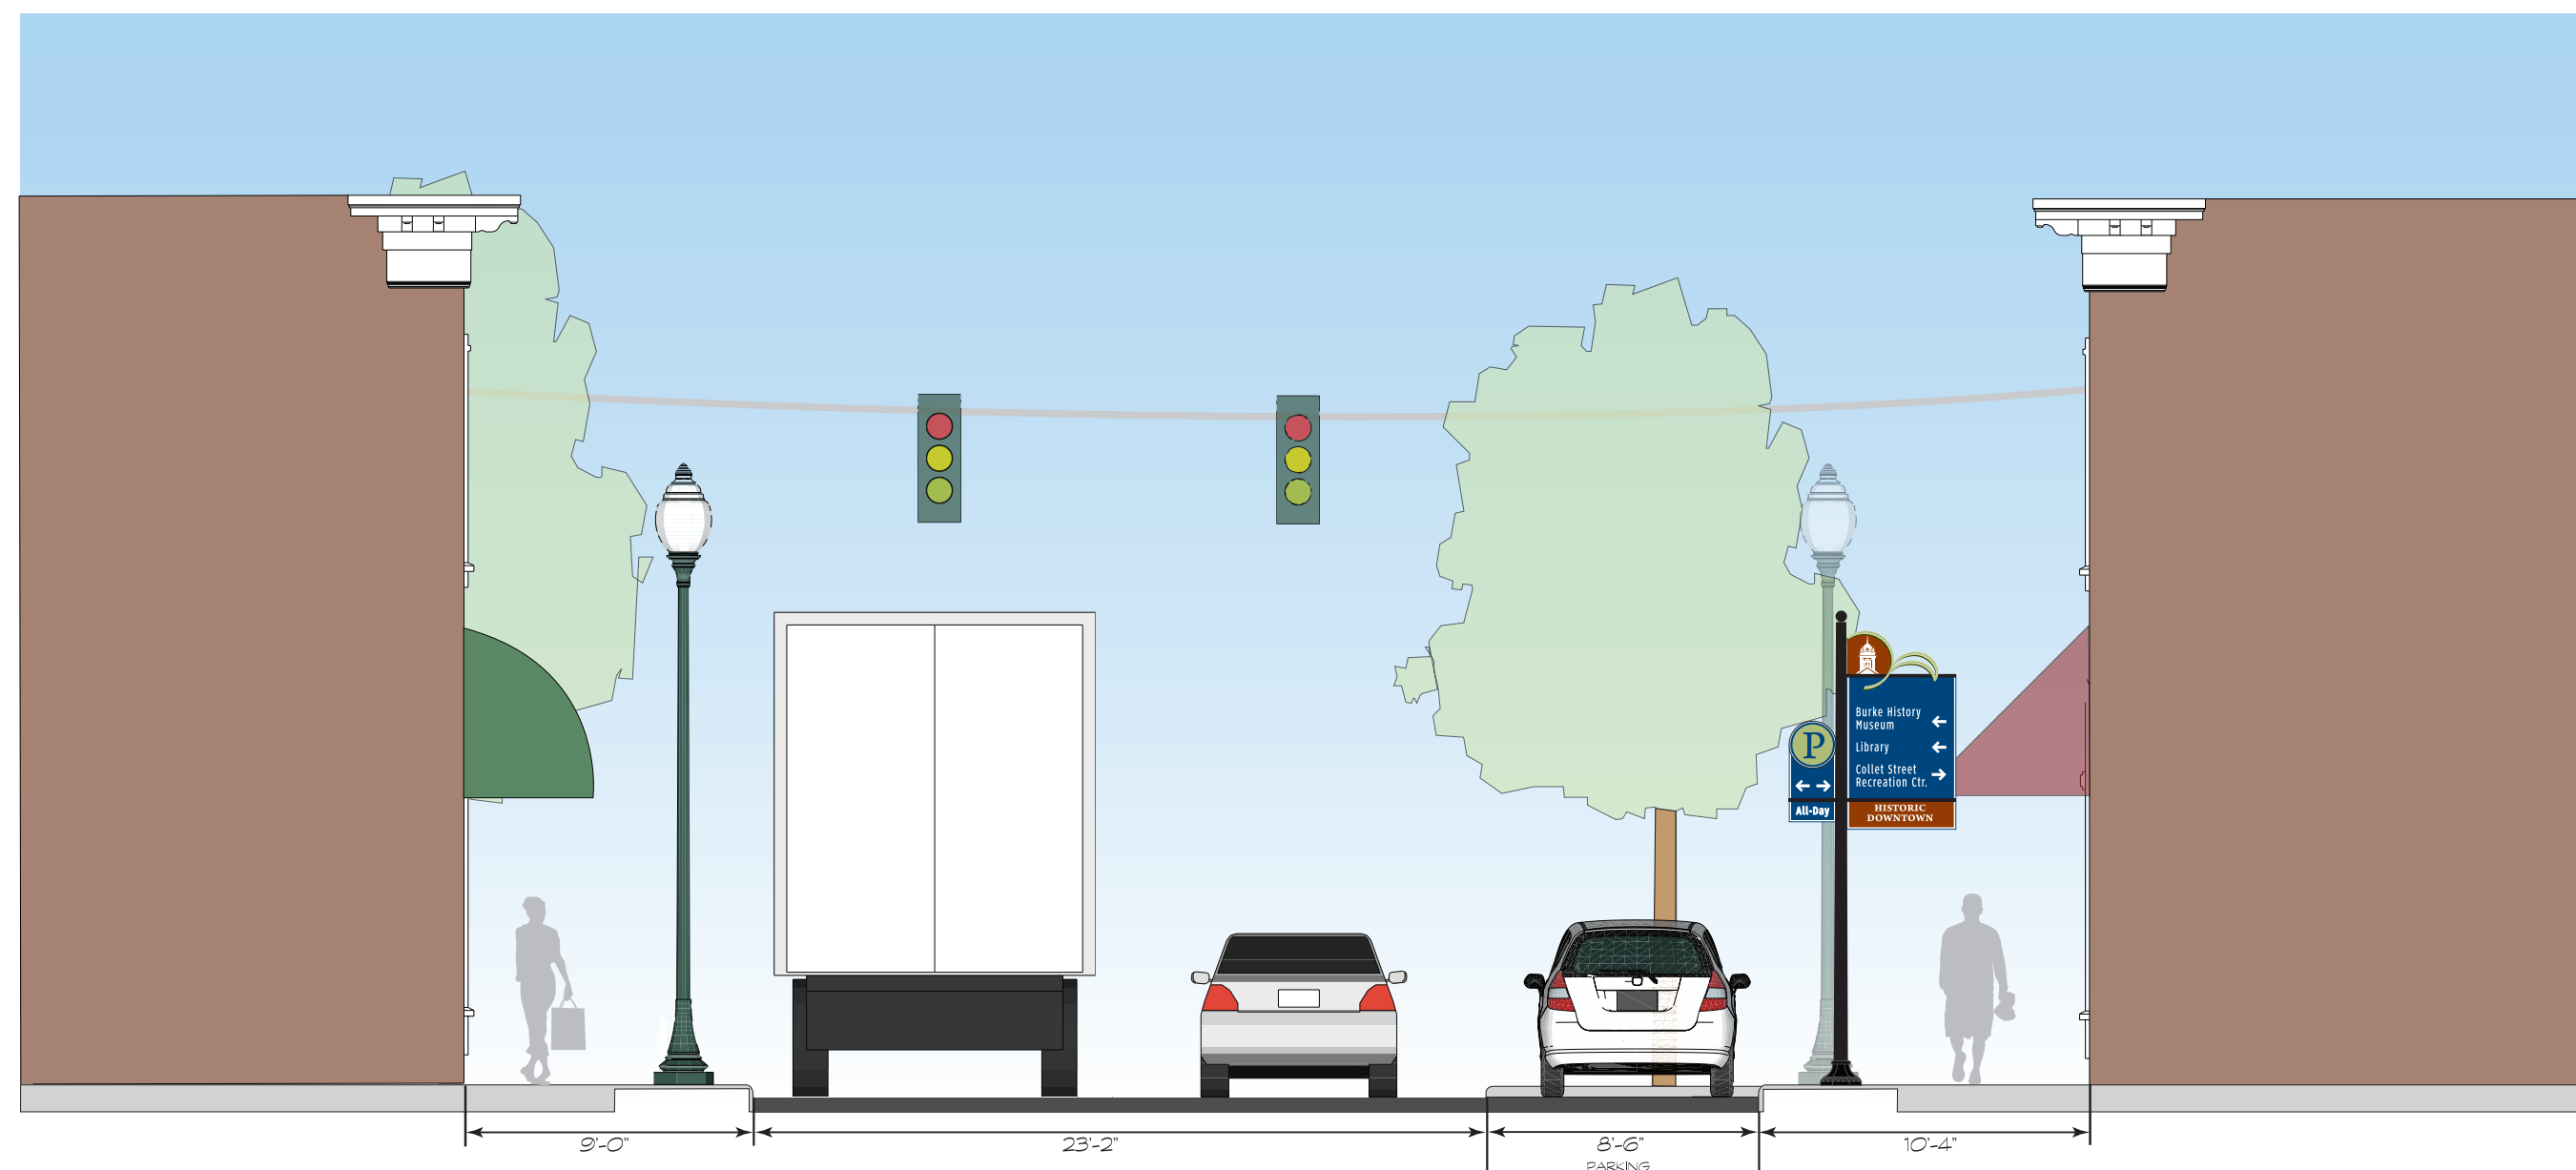 P
All-Day
Burke History
Museum
Library
Collet Street
Recreation Ctr.
HISTORIC
DOWNTOWN
9'-0"
23'-2"
8'-6"
10'-4"
PARKING